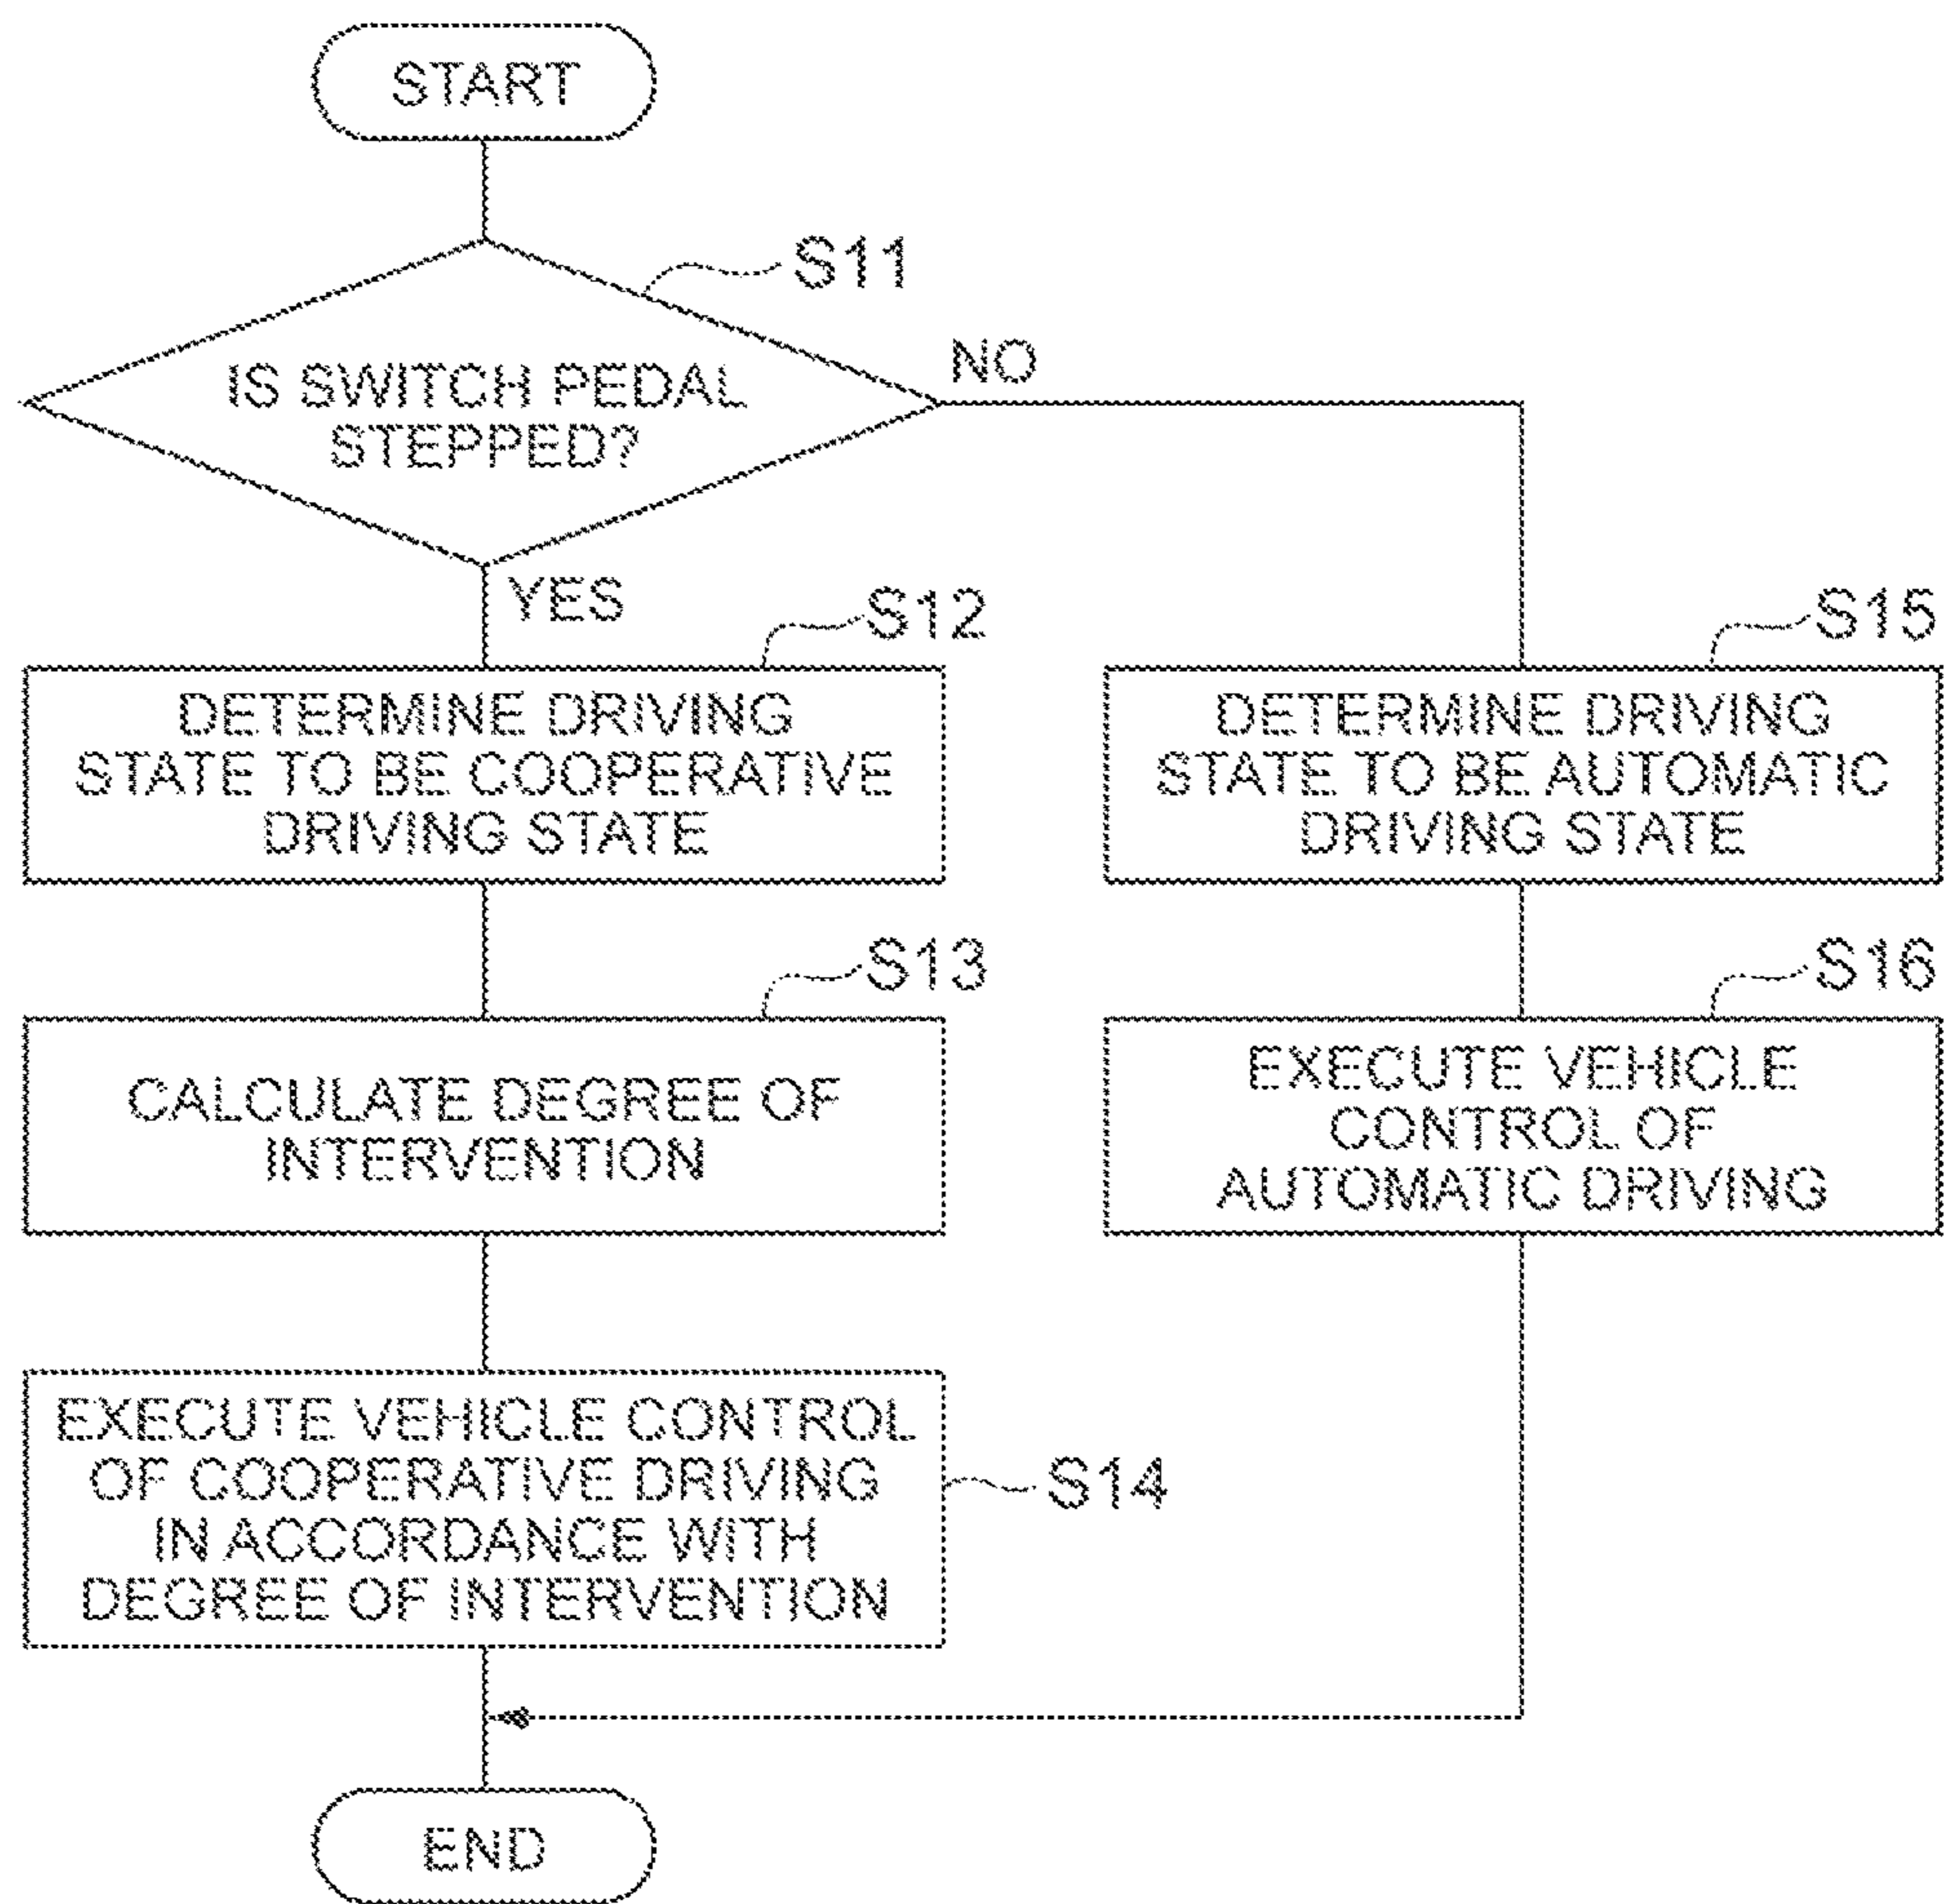 START
S11
IS SWITCH PEDAL
STEPPED?
NO
YES
S12
DETERMINE DRIVING
STATE TO BE COOPERATIVE
DRIVING STATE
S15
DETERMINE DRIVING
STATE TO BE AUTOMATIC
DRIVING STATE
S13
CALCULATE DEGREE OF
INTERVENTION
S16
EXECUTE VEHICLE
CONTROL OF
AUTOMATIC DRIVING
EXECUTE VEHICLE CONTROL
OF COOPERATIVE DRIVING
IN ACCORDANCE WITH
DEGREE OF INTERVENTION
S14
END